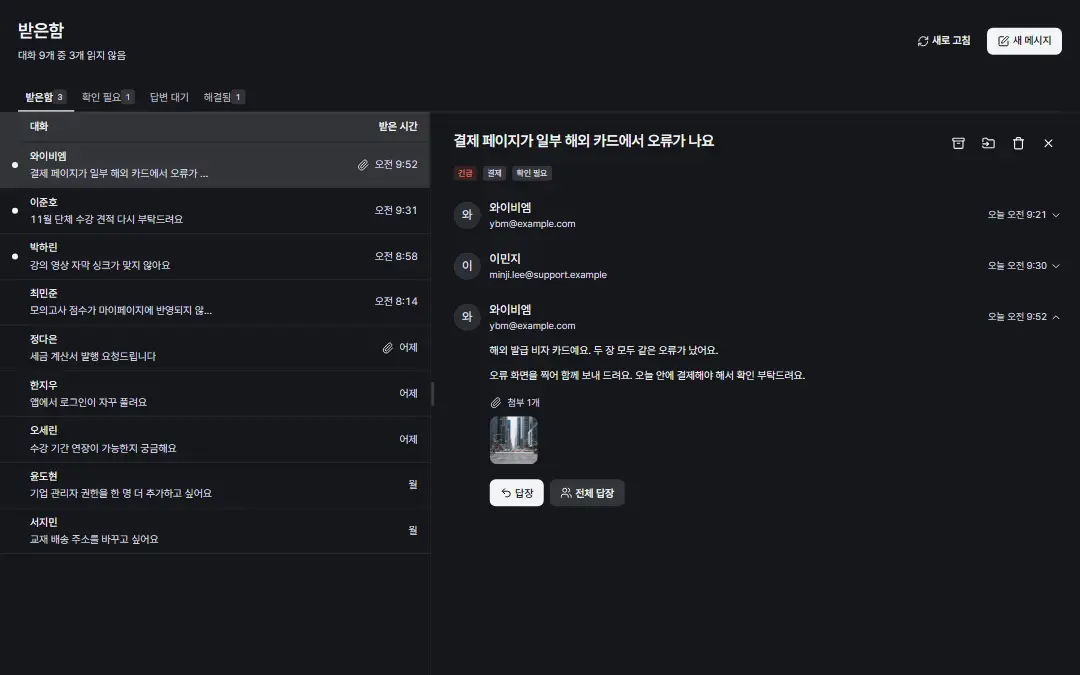 받은함
대화 9개 중 3개 읽지 않음
새로 고침
새 메시지
받은함 3
확인 필요 1
답변 대기
해결됨 1
대화
받은 시간
와이비엠
결제 페이지가 일부 해외 카드에서 오류가 ...
오전 9:52
이준호
11월 단체 수강 견적 다시 부탁드려요
오전 9:31
박하린
강의 영상 자막 싱크가 맞지 않아요
오전 8:58
최민준
모의고사 점수가 마이페이지에 반영되지 않...
오전 8:14
정다은
세금 계산서 발행 요청드립니다
어제
한지우
앱에서 로그인이 자꾸 풀려요
어제
오세린
수강 기간 연장이 가능한지 궁금해요
어제
윤도현
기업 관리자 권한을 한 명 더 추가하고 싶어요
월
서지민
교재 배송 주소를 바꾸고 싶어요
월
결제 페이지가 일부 해외 카드에서 오류가 나요
긴급
결제
확인 필요
와
와이비엠
ybm@example.com
오늘 오전 9:21
이
이민지
minji.lee@support.example
오늘 오전 9:30
와
와이비엠
ybm@example.com
오늘 오전 9:52
해외 발급 비자 카드예요. 두 장 모두 같은 오류가 났어요.
오류 화면을 찍어 함께 보내 드려요. 오늘 안에 결제해야 해서 확인 부탁드려요.
첨부 1개
답장
전체 답장